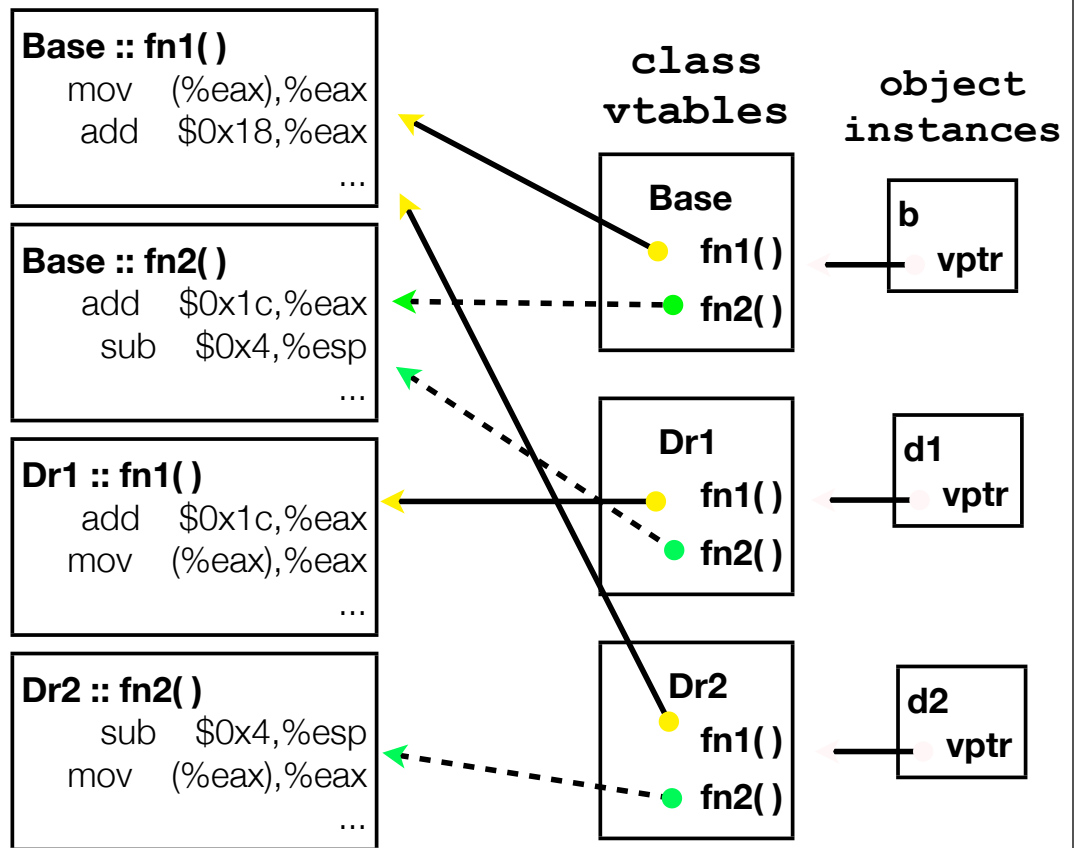 Base :: fn1( )
mov (%eax),%eax
add $0x18,%eax
...
Base :: fn2( )
add $0x1c,%eax
sub $0x4,%esp
...
Dr1 :: fn1( )
add $0x1c,%eax
mov (%eax),%eax
...
Dr2 :: fn2( )
sub $0x4,%esp
mov (%eax),%eax
...
class
vtables
Base
fn1( )
fn2( )
Dr1
fn1( )
fn2( )
Dr2
fn1( )
fn2( )
object
instances
b
vptr
d1
vptr
d2
vptr